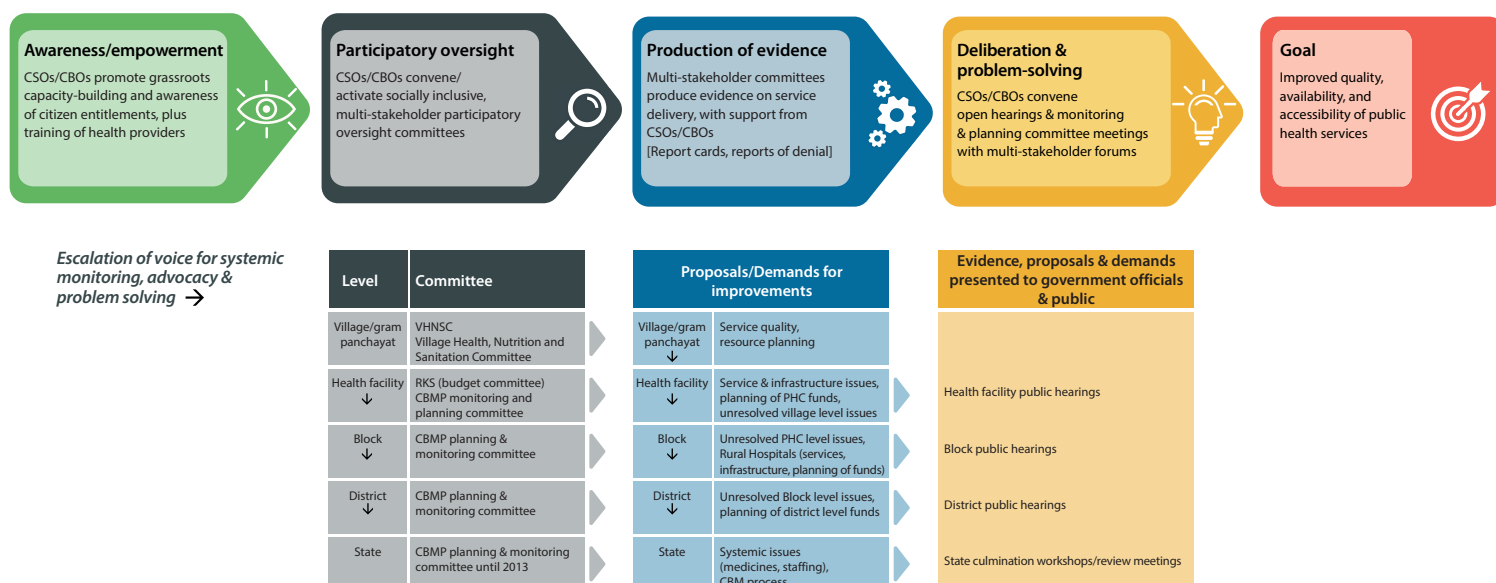 Awareness/empowerment
CSOs/CBOs promote grassroots
capacity-building and awareness
of citizen entitlements, plus
training of health providers
Participatory oversight
CSOs/CBOs convene/
activate socially inclusive,
multi-stakeholder participatory
oversight committees
Production of evidence
Multi-stakeholder committees
produce evidence on service
delivery, with support from
CSOs/CBOs
[Report cards, reports of denial]
Deliberation &
problem-solving
CSOs/CBOs convene
open hearings & monitoring
& planning committee meetings
with multi-stakeholder forums
Goal
Improved quality,
availability, and
accessibility of public
health services
Escalation of voice for systemic
monitoring, advocacy &
problem solving →
Level
Committee
Village/gram
panchayat
VHNSC
Village Health, Nutrition and
Sanitation Committee
Health facility
↓
RKS (budget committee)
CBMP monitoring and
planning committee
Block
↓
CBMP planning &
monitoring committee
District
↓
CBMP planning &
monitoring committee
State
CBMP planning & monitoring
committee until 2013
Proposals/Demands for
improvements
Village/gram
panchayat
↓
Service quality,
resource planning
Health facility
↓
Service & infrastructure issues,
planning of PHC funds,
unresolved village level issues
Block
↓
Unresolved PHC level issues,
Rural Hospitals (services,
infrastructure, planning of funds)
District
↓
Unresolved Block level issues,
planning of district level funds
State
Systemic issues
(medicines, staffing),
CBM process
Evidence, proposals & demands
presented to government officials
& public
Health facility public hearings
Block public hearings
District public hearings
State culmination workshops/review meetings